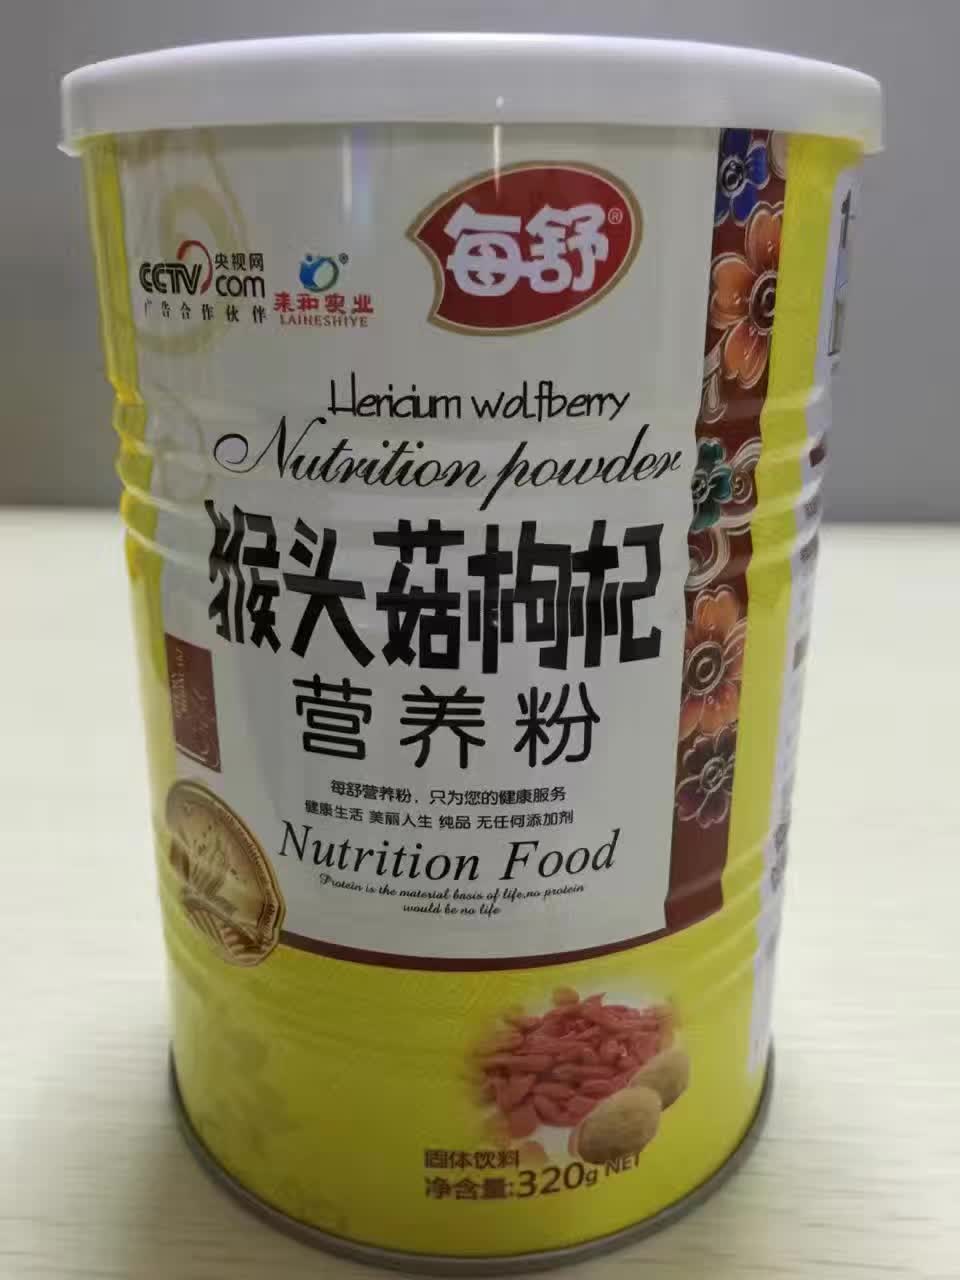 每舒®
CCTV.com 央视网
广告合作伙伴
来和实业®
LAIHESHIYE
Hericium wolfberry
Nutrition powder
猴头菇枸杞
营养粉
每舒营养粉，只为您的健康服务
健康生活 美丽人生 纯品 无任何添加剂
Nutrition Food
Protein is the material basis of life,no protein
would be no life
固体饮料
净含量:320g NET